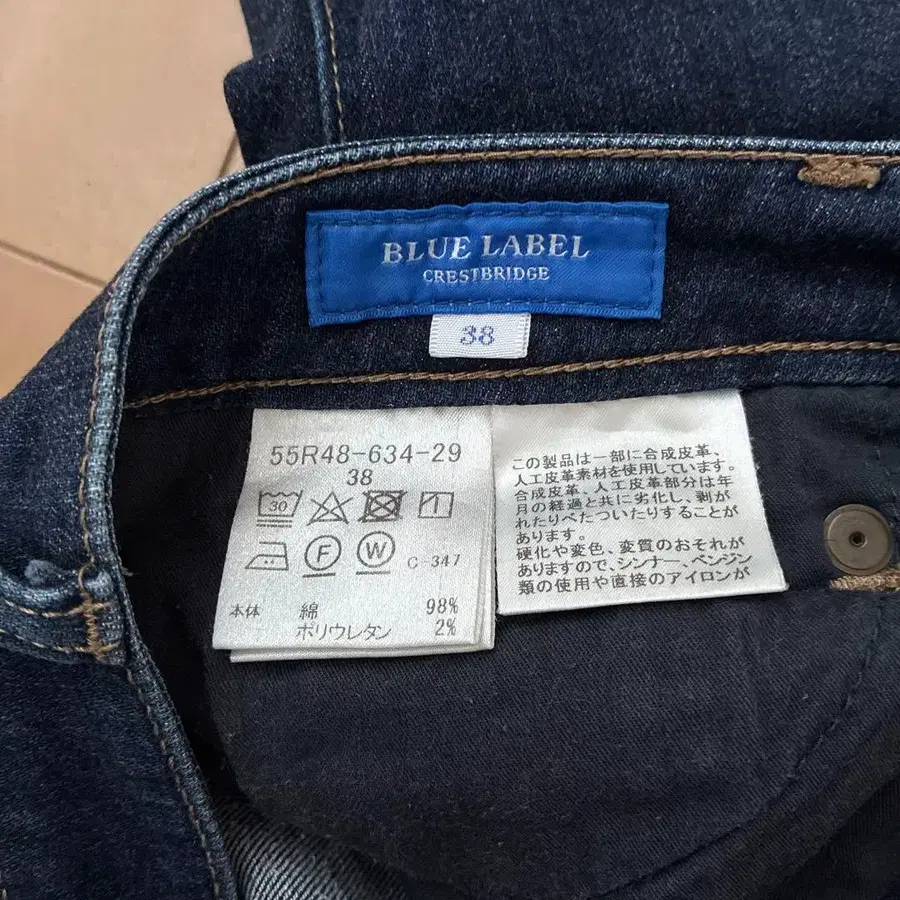 BLUE LABEL
CRESTBRIDGE
38
55R48-634-29
38
30
F
W
C-347
本体 綿 98%
ポリウレタン 2%
この製品は一部に合成皮革、
人工皮革素材を使用しています。
合成皮革、人工皮革部分は年
月の経過と共に劣化し、剥が
れたりべたついたりすることが
あります。
硬化や変色、変質のおそれが
ありますので、シンナー、ベンジン
類の使用や直接のアイロンが